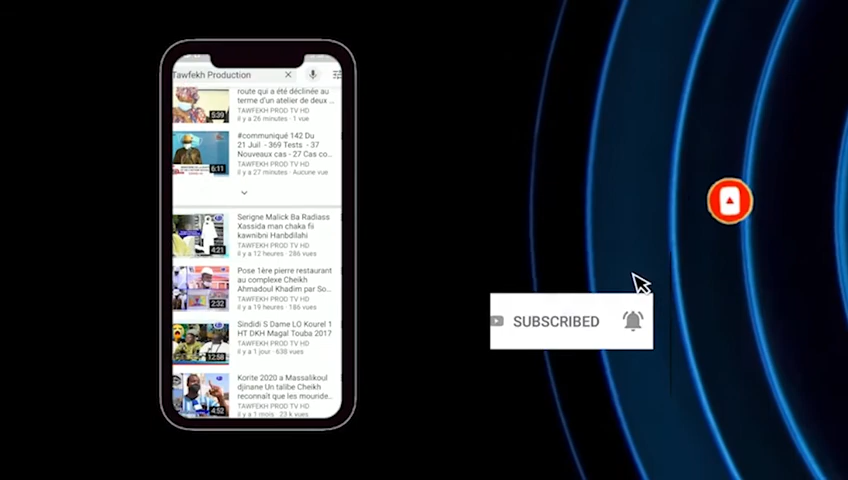 Tawfekh Production
route qui a été déclinée au
terme d'un atelier de deux ...
TAWFEKH PROD TV HD
il y a 26 minutes · 1 vue
5:39
#communiqué 142 Du
21 Juil - 369 Tests - 37
Nouveaux cas - 27 Cas co...
TAWFEKH PROD TV HD
il y a 27 minutes · Aucune vue
6:11
Serigne Malick Ba Radiass
Xassida man chaka fii
kawnibni Hanbdilahi
TAWFEKH PROD TV HD
il y a 12 heures · 286 vues
4:21
Pose 1ère pierre restaurant
au complexe Cheikh
Ahmadoul Khadim par So...
TAWFEKH PROD TV HD
il y a 19 heures · 186 vues
2:32
Sindidi S Dame LO Kourel 1
HT DKH Magal Touba 2017
TAWFEKH PROD TV HD
il y a 1 jour · 638 vues
12:58
Korite 2020 a Massalikoul
djinane Un talibe Cheikh
reconnaît que les mouride...
TAWFEKH PROD TV HD
il y a 1 mois · 23 k vues
4:52
SUBSCRIBED